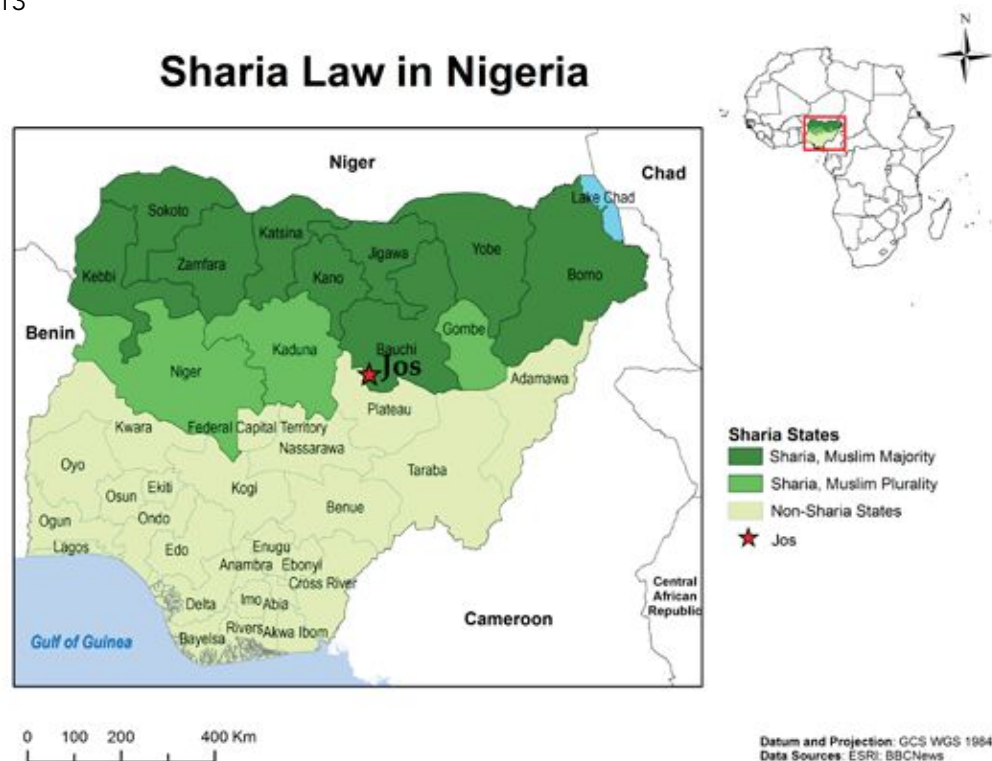 13
N
Sharia Law in Nigeria
Niger
Chad
Lake Chad
Sokoto
Katsina
Jigawa
Yobe
Zamfara
Kano
Borno
Kebbi
Benin
Gombe
Kaduna
Bauchi
Jos
Niger
Adamawa
Plateau
Kwara
Federal Capital Territory
Nassarawa
Oyo
Taraba
Ekiti
Kogi
Osun
Benue
Ogun
Ondo
Lagos
Edo
Enugu
Anambra
Ebonyi
Cross River
Delta
Imo
Abia
Rivers
Akwa Ibom
Bayelsa
Gulf of Guinea
Cameroon
Central
African
Republic
Sharia States
Sharia, Muslim Majority
Sharia, Muslim Plurality
Non-Sharia States
Jos
0 100 200 400 Km
Datum and Projection: GCS WGS 1984
Data Sources: ESRI; BBCNews